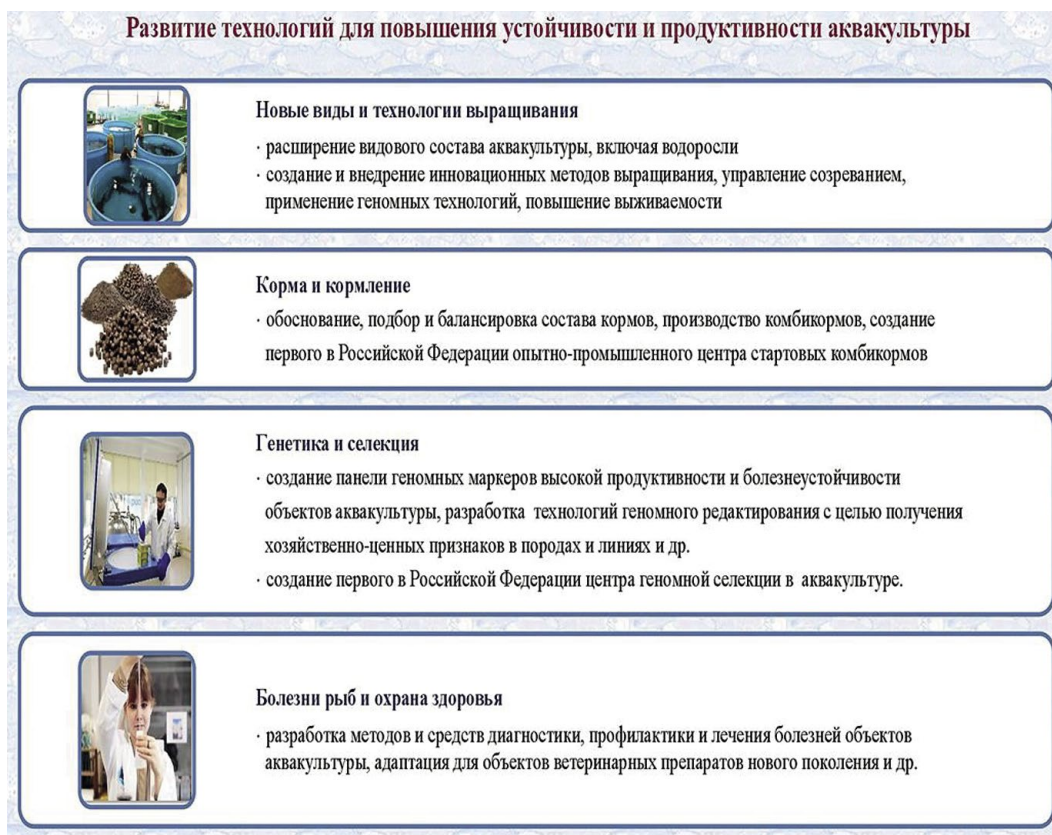 Развитие технологий для повышения устойчивости и продуктивности аквакультуры
Новые виды и технологии выращивания
· расширение видового состава аквакультуры, включая водоросли
· создание и внедрение инновационных методов выращивания, управление созреванием,
применение геномных технологий, повышение выживаемости
Корма и кормление
· обоснование, подбор и балансировка состава кормов, производство комбикормов, создание
первого в Российской Федерации опытно-промышленного центра стартовых комбикормов
Генетика и селекция
· создание панели геномных маркеров высокой продуктивности и болезнеустойчивости
объектов аквакультуры, разработка технологий геномного редактирования с целью получения
хозяйственно-ценных признаков в породах и линиях и др.
· создание первого в Российской Федерации центра геномной селекции в аквакультуре.
Болезни рыб и охрана здоровья
· разработка методов и средств диагностики, профилактики и лечения болезней объектов
аквакультуры, адаптация для объектов ветеринарных препаратов нового поколения и др.